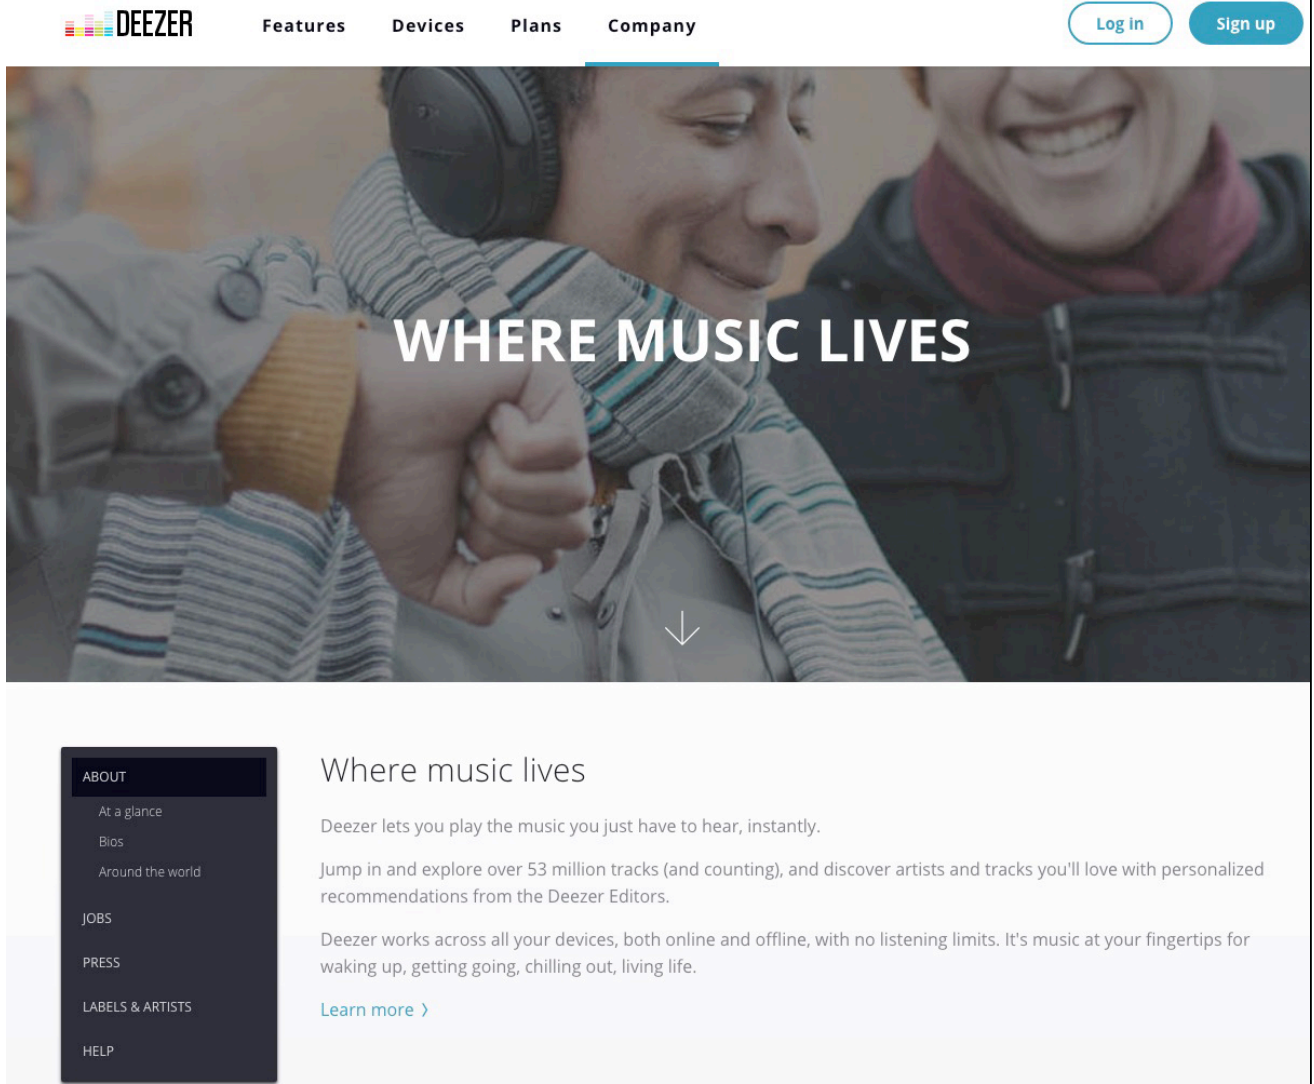 DEEZER
Features Devices Plans Company
Log in Sign up
WHERE MUSIC LIVES
ABOUT
At a glance
Bios
Around the world
JOBS
PRESS
LABELS & ARTISTS
HELP
Where music lives
Deezer lets you play the music you just have to hear, instantly.
Jump in and explore over 53 million tracks (and counting), and discover artists and tracks you'll love with personalized
recommendations from the Deezer Editors.
Deezer works across all your devices, both online and offline, with no listening limits. It's music at your fingertips for
waking up, getting going, chilling out, living life.
Learn more